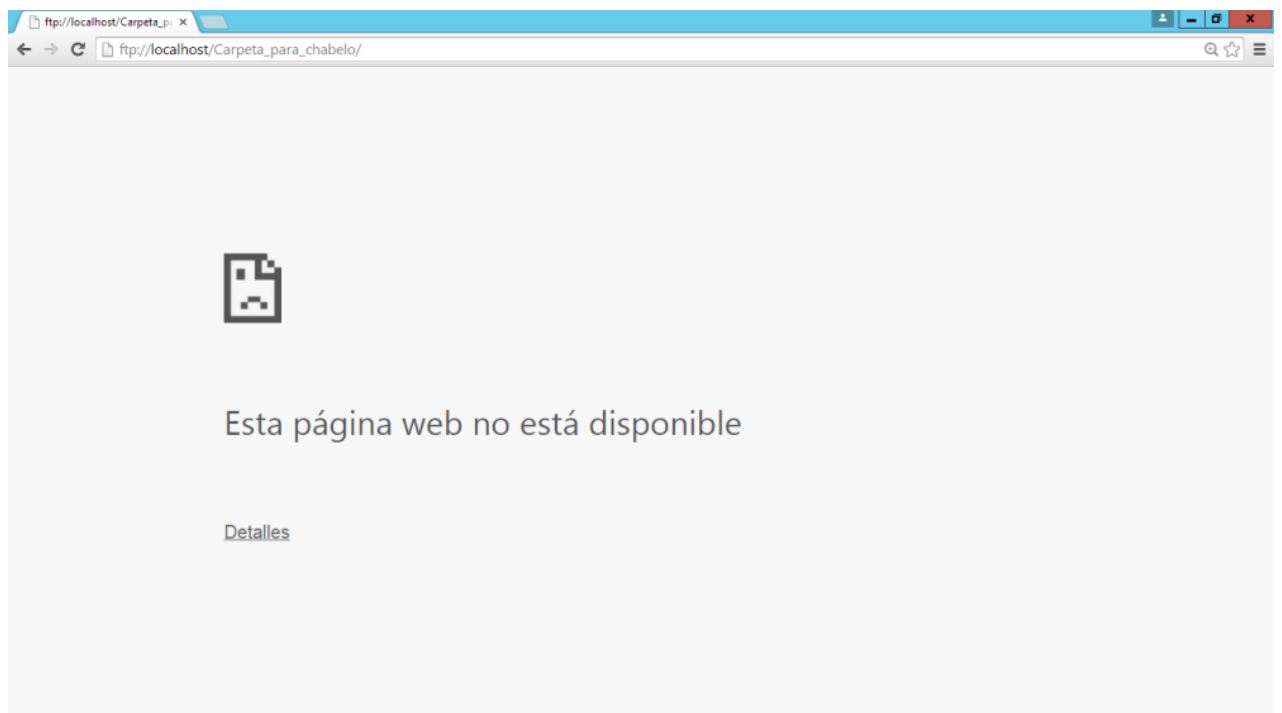 ftp://localhost/Carpeta_p
ftp://localhost/Carpeta_para_chabelo/
Esta página web no está disponible
Detalles